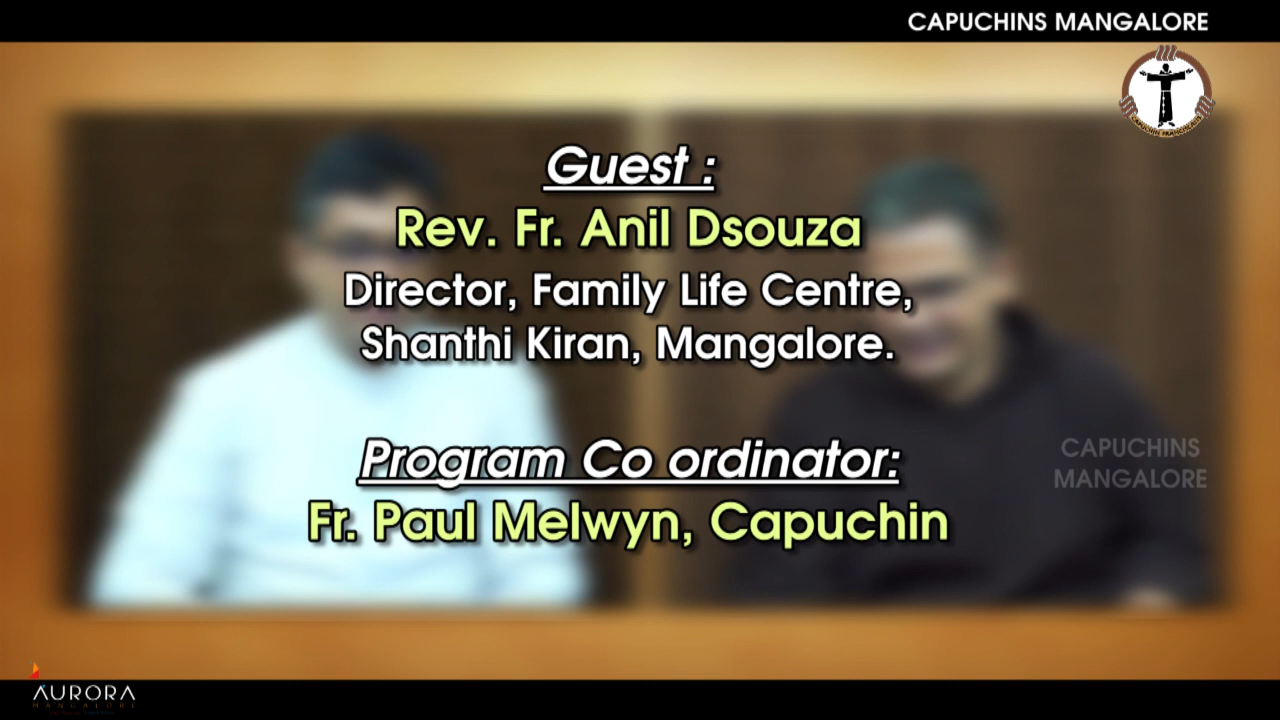 CAPUCHINS MANGALORE
Guest :
Rev. Fr. Anil Dsouza
Director, Family Life Centre,
Shanthi Kiran, Mangalore.
Program Co ordinator:
Fr. Paul Melwyn, Capuchin
CAPUCHINS
MANGALORE
AURORA
MANGALORE